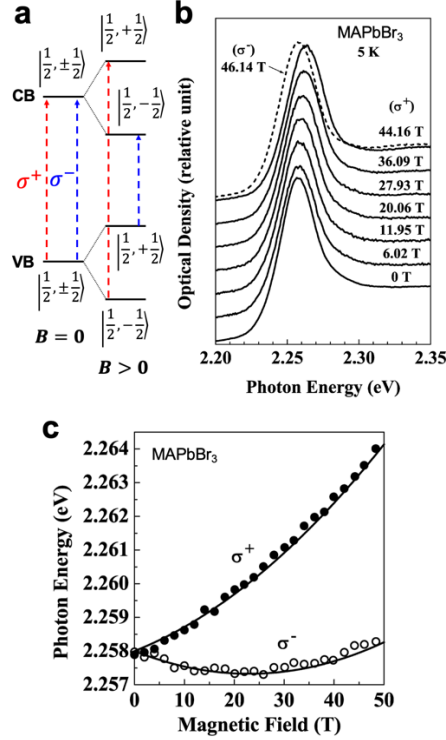 a
|1/2, +1/2⟩
|1/2, ±1/2⟩
CB
|1/2, -1/2⟩
σ+ σ-
VB
|1/2, +1/2⟩
|1/2, ±1/2⟩
|1/2, -1/2⟩
B = 0
B > 0
b
MAPbBr3
5 K
(σ-)
46.14 T
(σ+)
44.16 T
36.09 T
27.93 T
20.06 T
11.95 T
6.02 T
0 T
Optical Density (relative unit)
2.20 2.25 2.30 2.35
Photon Energy (eV)
c
MAPbBr3
2.264
2.263
2.262
2.261
2.260
2.259
2.258
2.257
σ+
σ-
Photon Energy (eV)
0 10 20 30 40 50
Magnetic Field (T)